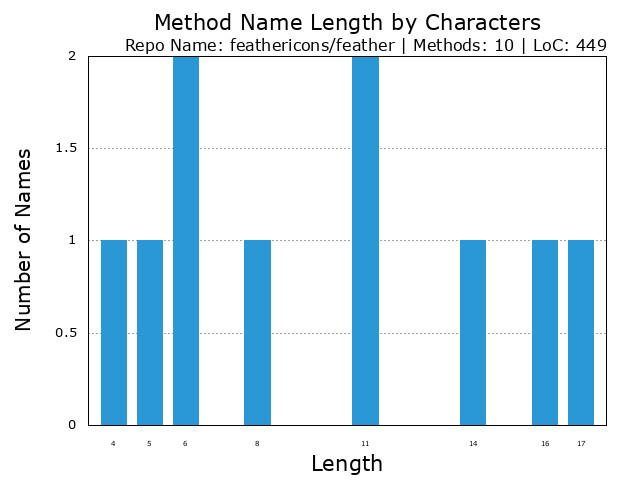 Method Name Length by Characters
Repo Name: feathericons/feather | Methods: 10 | LoC: 449
2
1.5
1
0.5
0
Number of Names
4 5 6 8 11 14 16 17
Length